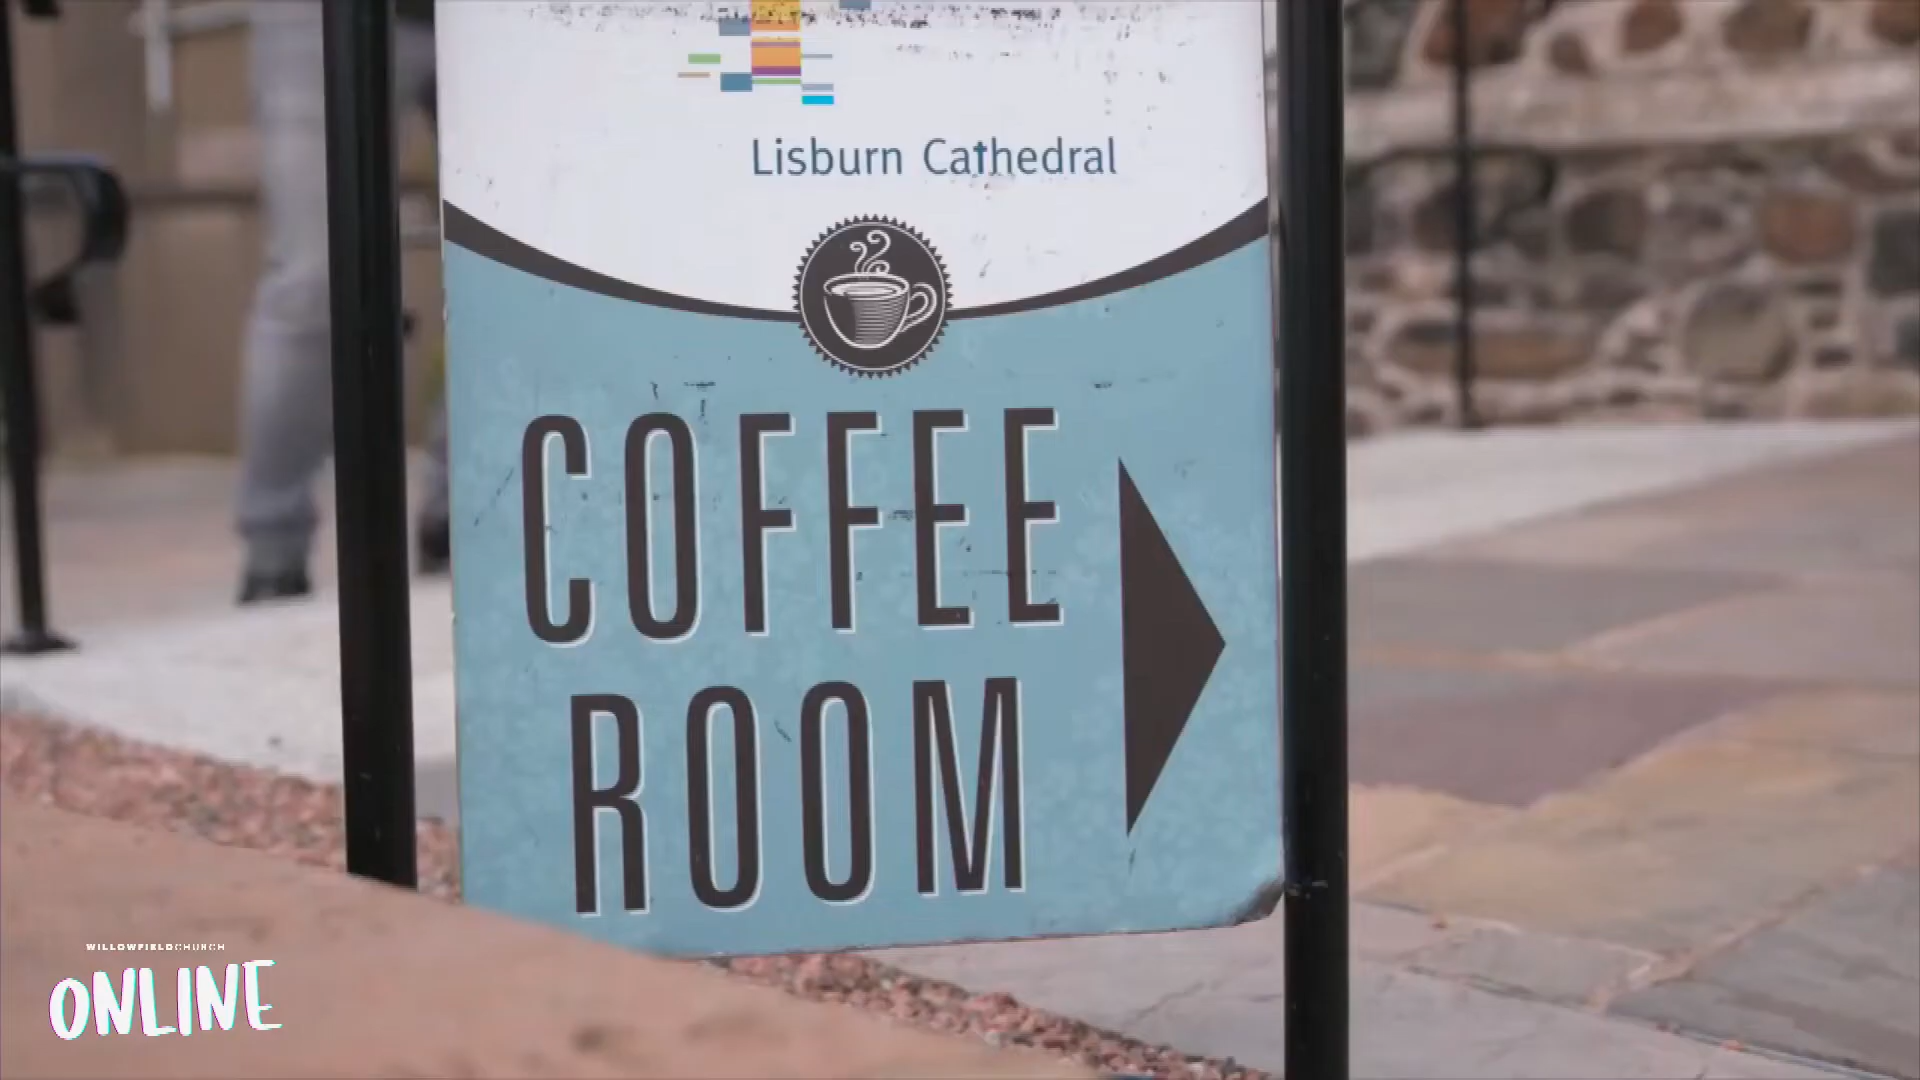 Lisburn Cathedral
COFFEE
ROOM
WILLOWFIELDCHURCH
ONLINE